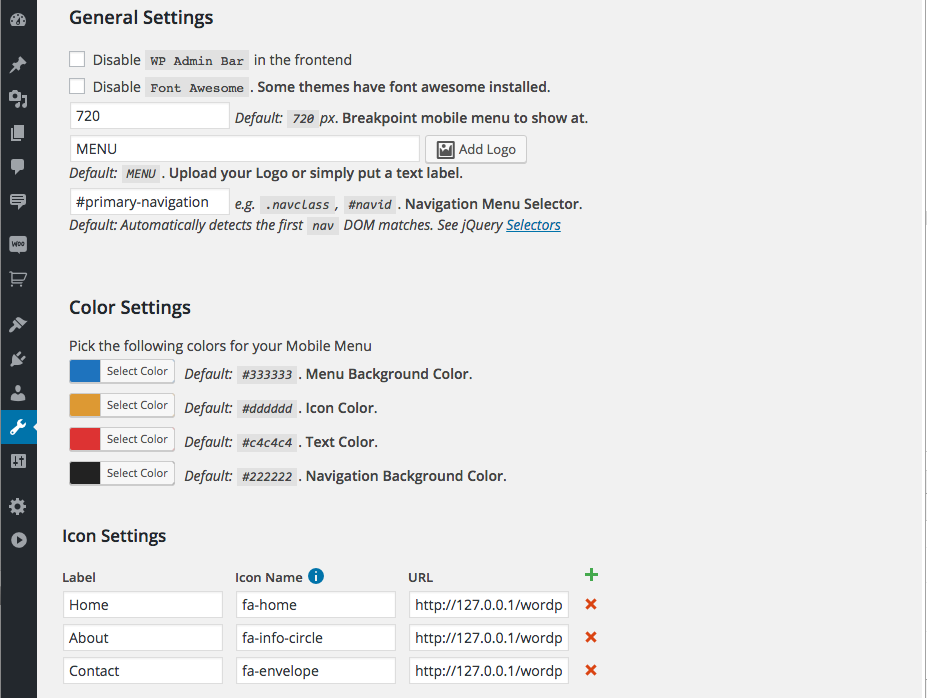 General Settings
Disable WP Admin Bar in the frontend
Disable Font Awesome. Some themes have font awesome installed.
720 Default: 720 px. Breakpoint mobile menu to show at.
MENU Add Logo
Default: MENU. Upload your Logo or simply put a text label.
#primary-navigation e.g. .navclass, #navid. Navigation Menu Selector.
Default: Automatically detects the first nav DOM matches. See jQuery Selectors
Color Settings
Pick the following colors for your Mobile Menu
Select Color Default: #333333. Menu Background Color.
Select Color Default: #dddddd. Icon Color.
Select Color Default: #c4c4c4. Text Color.
Select Color Default: #222222. Navigation Background Color.
Icon Settings
Label Icon Name URL
Home fa-home http://127.0.0.1/wordp
About fa-info-circle http://127.0.0.1/wordp
Contact fa-envelope http://127.0.0.1/wordp